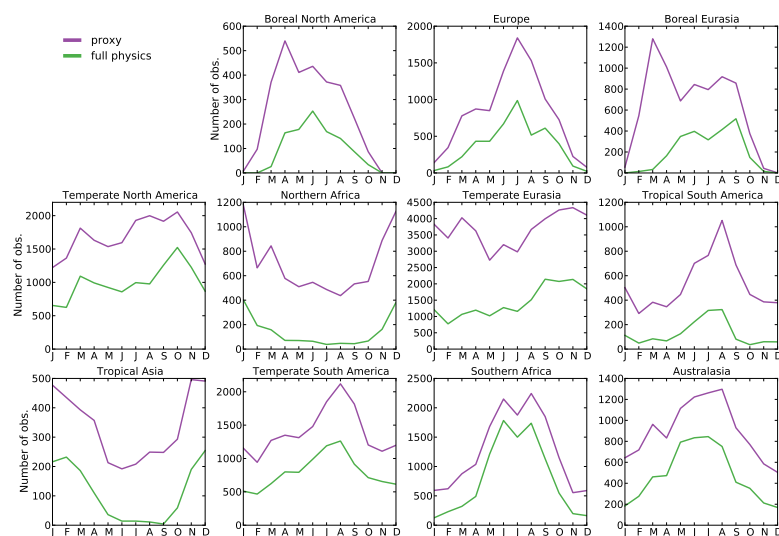 Boreal North America
Europe
Boreal Eurasia
proxy
full physics
Number of obs.
600
500
400
300
200
100
0
J F M A M J J A S O N D
2000
1500
1000
500
0
J F M A M J J A S O N D
1400
1200
1000
800
600
400
200
0
J F M A M J J A S O N D
Temperate North America
Northern Africa
Temperate Eurasia
Tropical South America
Number of obs.
2000
1500
1000
500
0
J F M A M J J A S O N D
1200
1000
800
600
400
200
0
J F M A M J J A S O N D
4500
4000
3500
3000
2500
2000
1500
1000
500
0
J F M A M J J A S O N D
1200
1000
800
600
400
200
0
J F M A M J J A S O N D
Tropical Asia
Temperate South America
Southern Africa
Australasia
Number of obs.
500
400
300
200
100
0
J F M A M J J A S O N D
2000
1500
1000
500
0
J F M A M J J A S O N D
2500
2000
1500
1000
500
0
J F M A M J J A S O N D
1400
1200
1000
800
600
400
200
0
J F M A M J J A S O N D